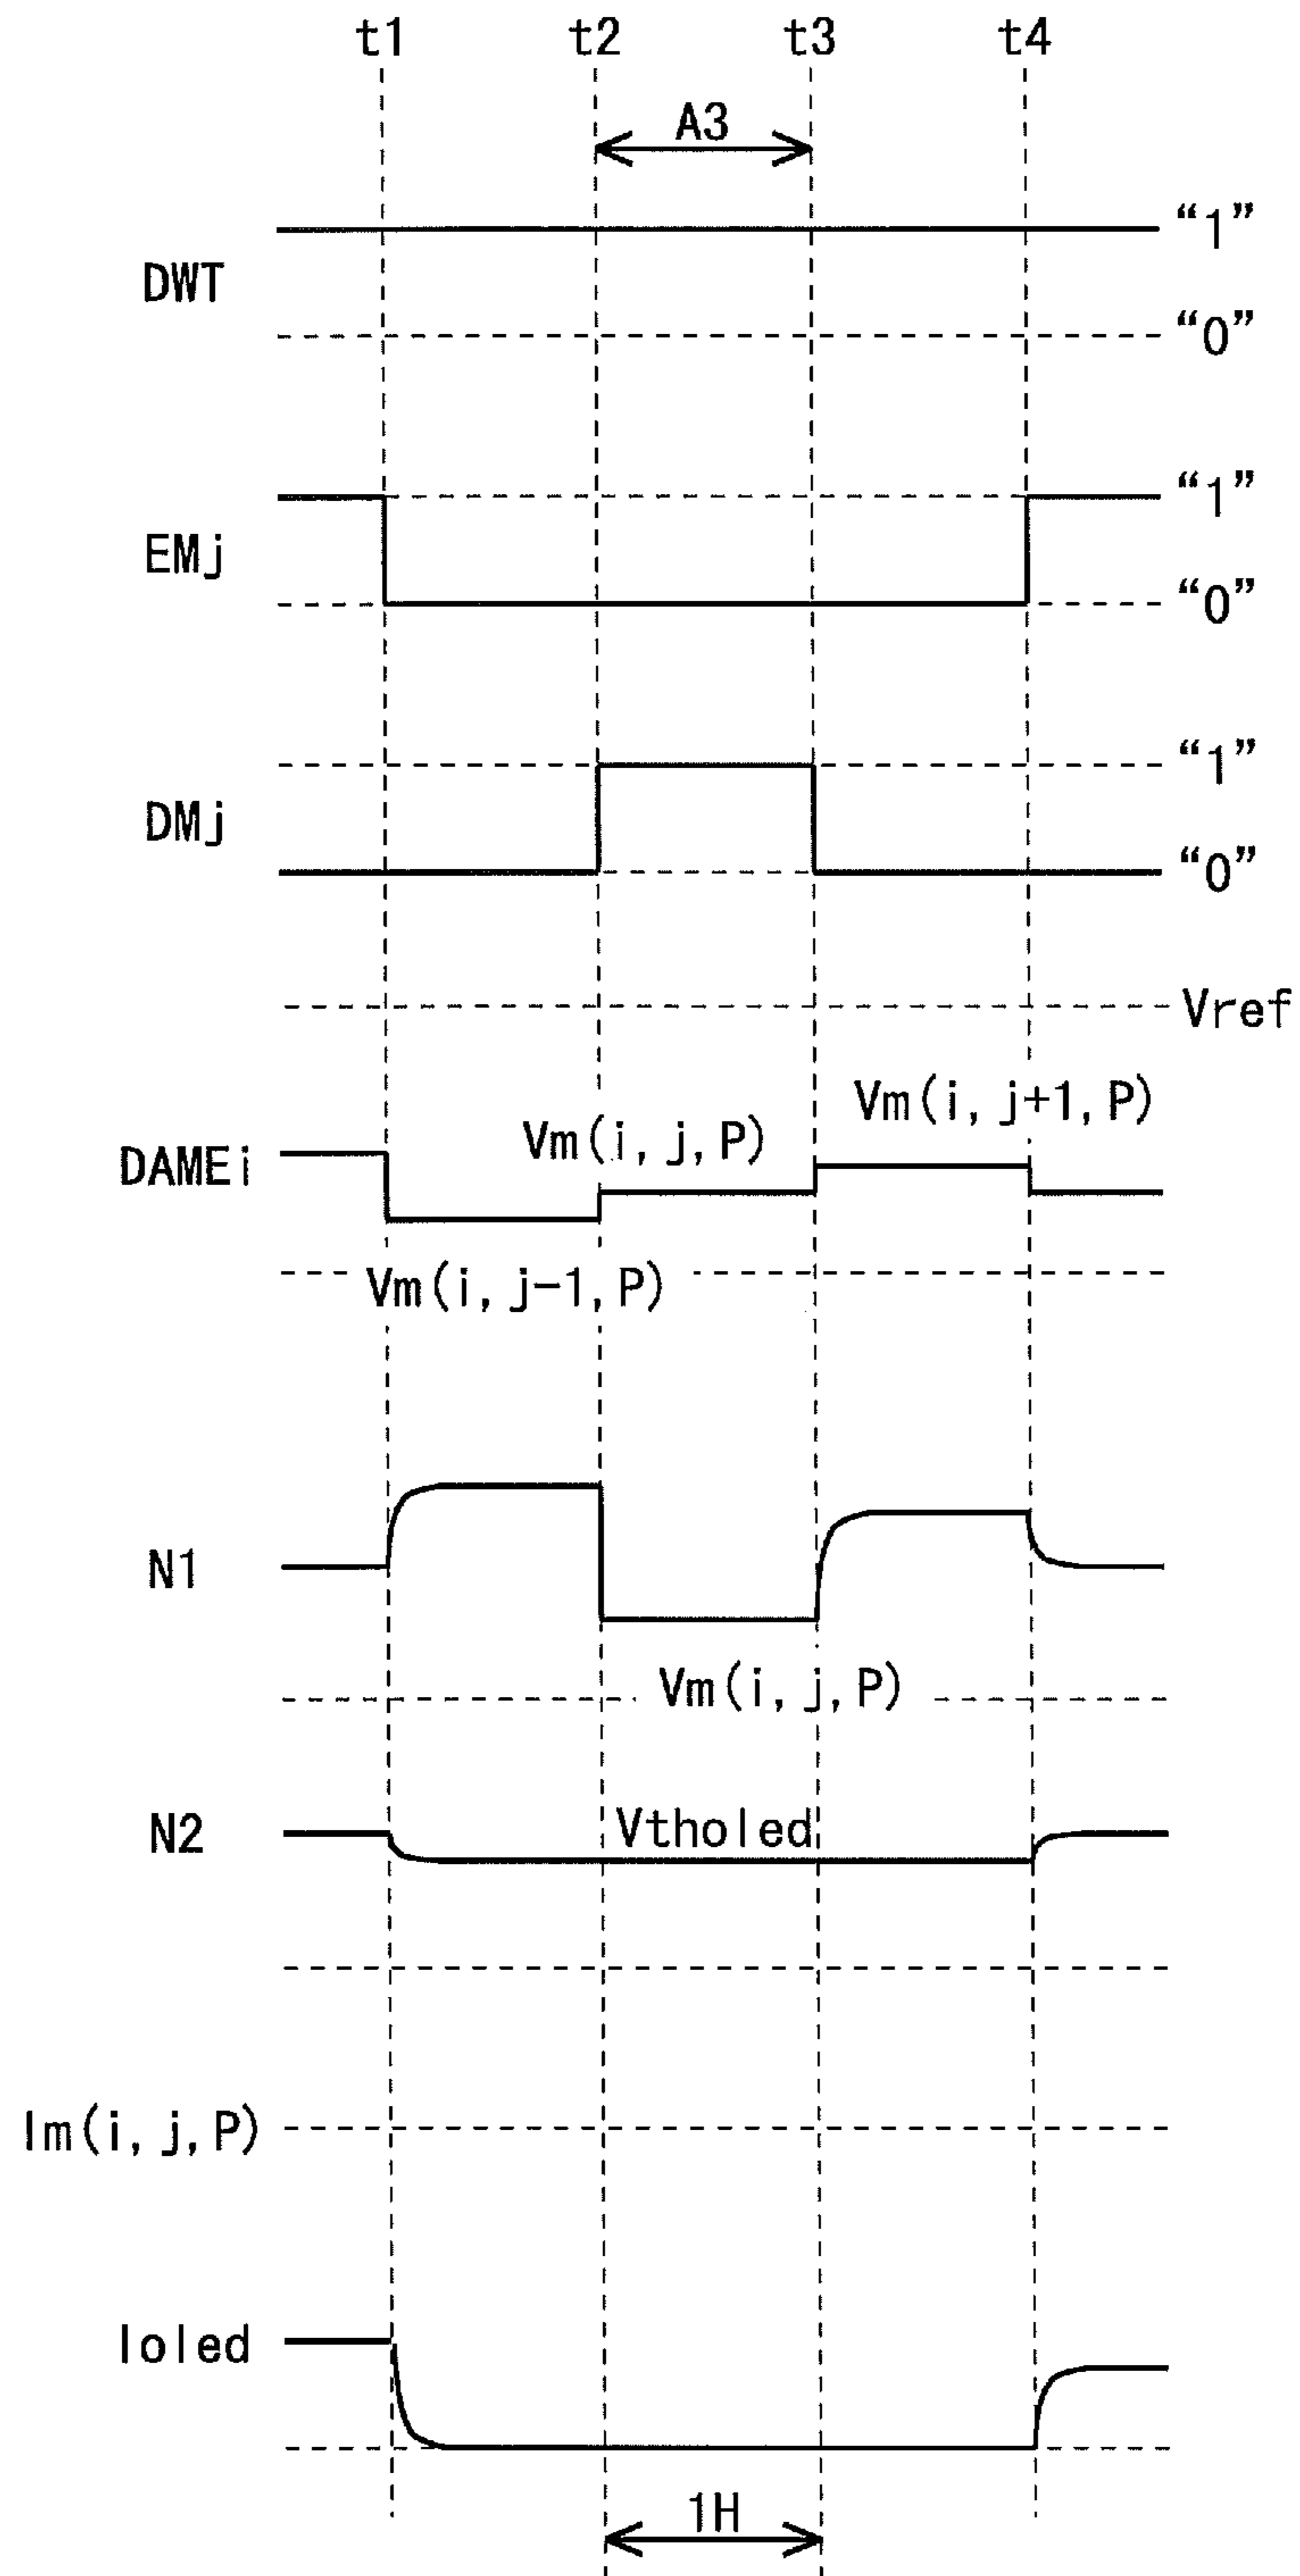 t1 t2 t3 t4
A3
“1”
DWT
“0”
“1”
EMj
“0”
“1”
DMj
“0”
Vref
Vm(i, j+1, P)
Vm(i, j, P)
DAMEi
Vm(i, j-1, P)
N1
Vm(i, j, P)
N2
Vtholed
Im(i, j, P)
Ioled
1H